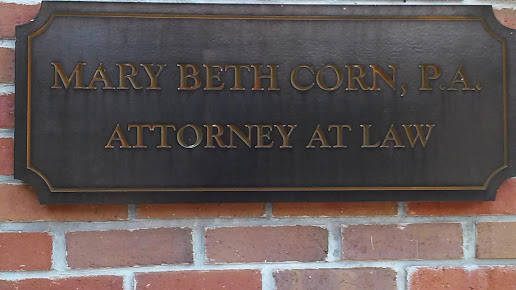 MARY BETH CORN, P.A.
ATTORNEY AT LAW